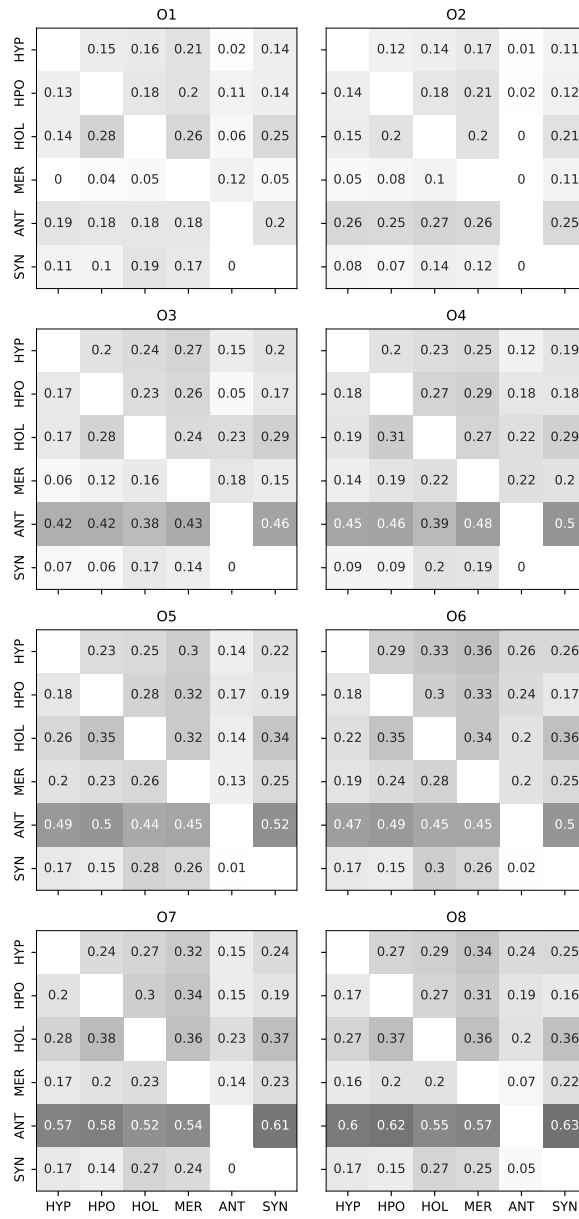 O1 O2
HYP 0.15 0.16 0.21 0.02 0.14 0.12 0.14 0.17 0.01 0.11
HPO 0.13 0.18 0.2 0.11 0.14 0.14 0.18 0.21 0.02 0.12
HOL 0.14 0.28 0.26 0.06 0.25 0.15 0.2 0.2 0 0.21
MER 0 0.04 0.05 0.12 0.05 0.05 0.08 0.1 0 0.11
ANT 0.19 0.18 0.18 0.18 0.2 0.26 0.25 0.27 0.26 0.25
SYN 0.11 0.1 0.19 0.17 0 0.08 0.07 0.14 0.12 0
O3 O4
HYP 0.2 0.24 0.27 0.15 0.2 0.2 0.23 0.25 0.12 0.19
HPO 0.17 0.23 0.26 0.05 0.17 0.18 0.27 0.29 0.18 0.18
HOL 0.17 0.28 0.24 0.23 0.29 0.19 0.31 0.27 0.22 0.29
MER 0.06 0.12 0.16 0.18 0.15 0.14 0.19 0.22 0.22 0.2
ANT 0.42 0.42 0.38 0.43 0.46 0.45 0.46 0.39 0.48 0.5
SYN 0.07 0.06 0.17 0.14 0 0.09 0.09 0.2 0.19 0
O5 O6
HYP 0.23 0.25 0.3 0.14 0.22 0.29 0.33 0.36 0.26 0.26
HPO 0.18 0.28 0.32 0.17 0.19 0.18 0.3 0.33 0.24 0.17
HOL 0.26 0.35 0.32 0.14 0.34 0.22 0.35 0.34 0.2 0.36
MER 0.2 0.23 0.26 0.13 0.25 0.19 0.24 0.28 0.2 0.25
ANT 0.49 0.5 0.44 0.45 0.52 0.47 0.49 0.45 0.45 0.5
SYN 0.17 0.15 0.28 0.26 0.01 0.17 0.15 0.3 0.26 0.02
O7 O8
HYP 0.24 0.27 0.32 0.15 0.24 0.27 0.29 0.34 0.24 0.25
HPO 0.2 0.3 0.34 0.15 0.19 0.17 0.27 0.31 0.19 0.16
HOL 0.28 0.38 0.36 0.23 0.37 0.27 0.37 0.36 0.2 0.36
MER 0.17 0.2 0.23 0.14 0.23 0.16 0.2 0.2 0.07 0.22
ANT 0.57 0.58 0.52 0.54 0.61 0.6 0.62 0.55 0.57 0.63
SYN 0.17 0.14 0.27 0.24 0 0.17 0.15 0.27 0.25 0.05
HYP HPO HOL MER ANT SYN HYP HPO HOL MER ANT SYN